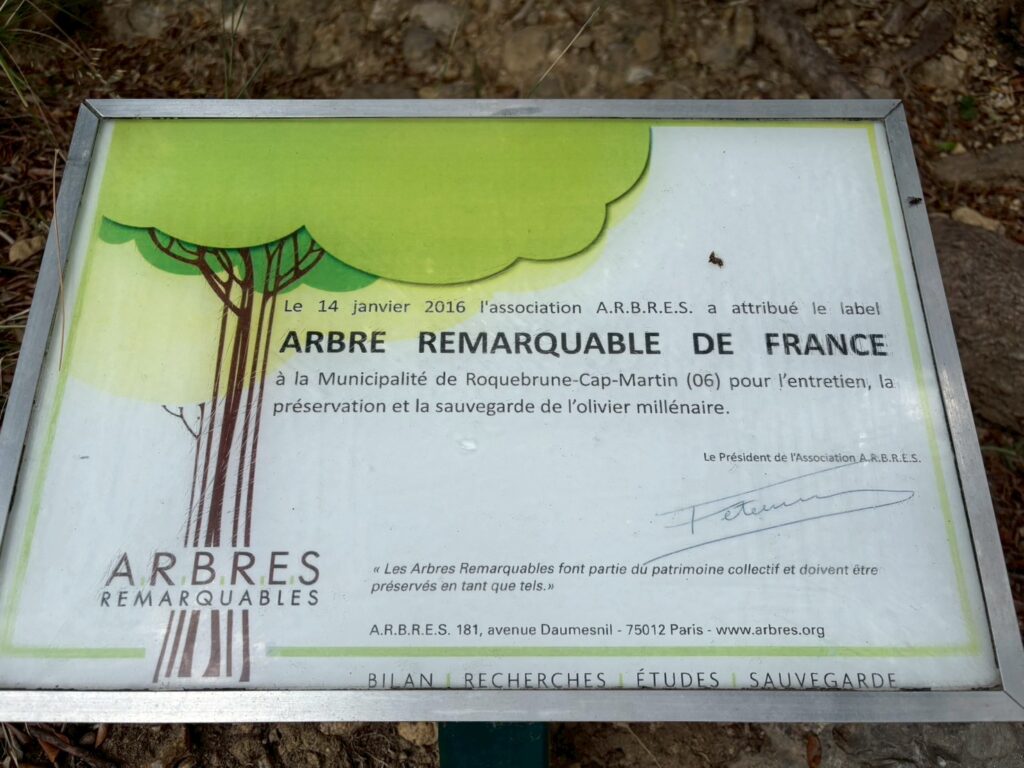 Le 14 janvier 2016 l'association A.R.B.R.E.S. a attribué le label
ARBRE REMARQUABLE DE FRANCE
à la Municipalité de Roquebrune-Cap-Martin (06) pour l'entretien, la
préservation et la sauvegarde de l'olivier millénaire.
Le Président de l'Association A.R.B.R.E.S.
A.R.B.R.E.S
REMARQUABLES
« Les Arbres Remarquables font partie du patrimoine collectif et doivent être
préservés en tant que tels.»
A.R.B.R.E.S. 181, avenue Daumesnil - 75012 Paris - www.arbres.org
BILAN | RECHERCHES | ÉTUDES | SAUVEGARDE